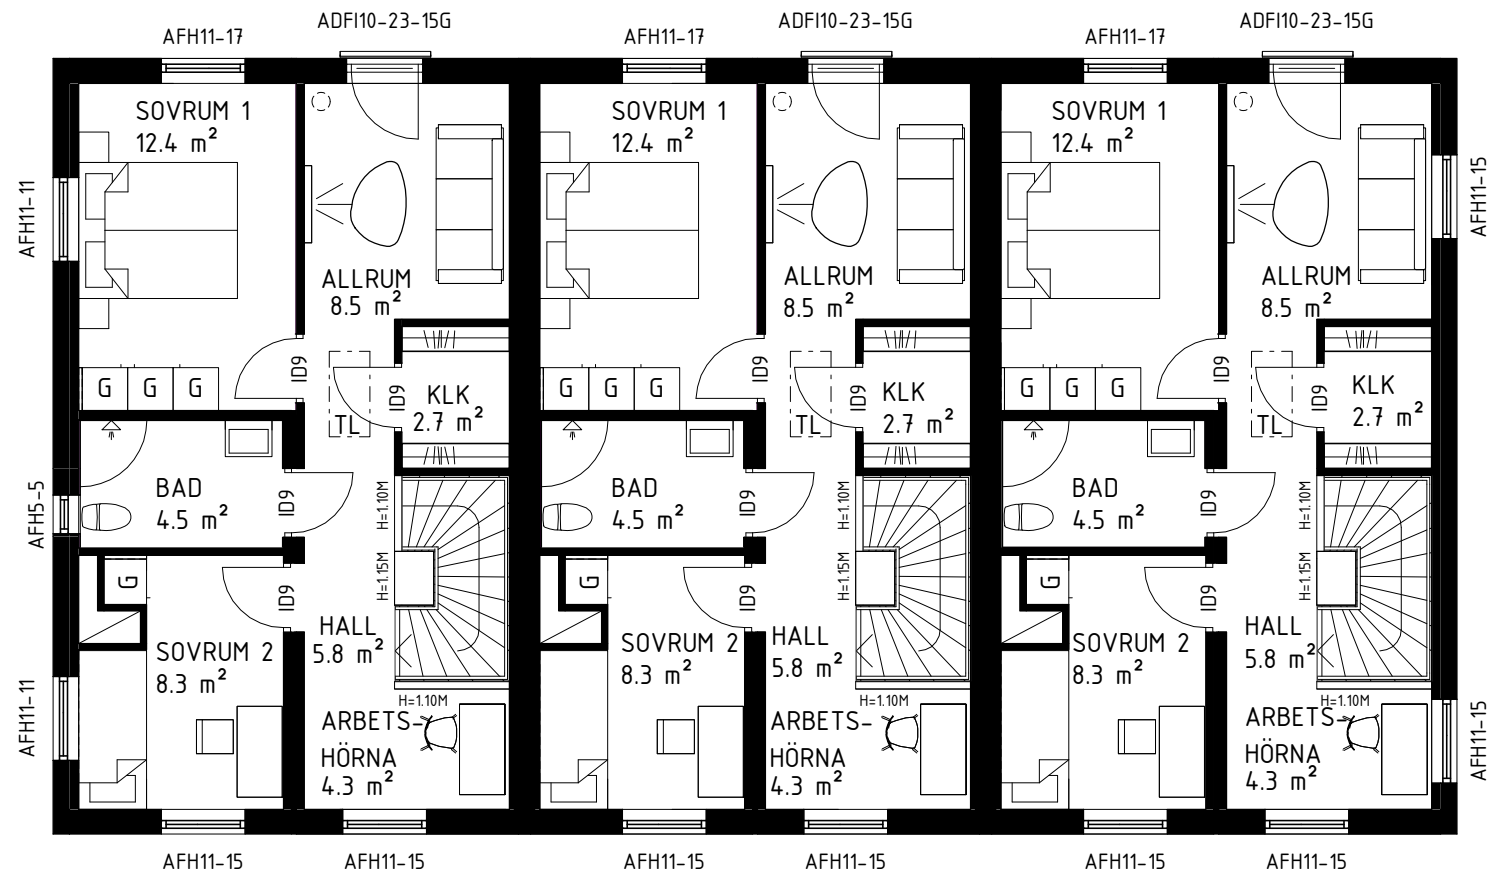 ADFI10-23-15G
ADFI10-23-15G
ADFI10-23-15G
AFH11-17
AFH11-17
AFH11-17
SOVRUM 1
12.4 m²
SOVRUM 1
12.4 m²
SOVRUM 1
12.4 m²
AFH11-11
AFH11-15
ALLRUM
8.5 m²
ALLRUM
8.5 m²
ALLRUM
8.5 m²
G G G
ID9
TL
ID9
KLK
2.7 m²
G G G
ID9
TL
ID9
KLK
2.7 m²
G G G
ID9
TL
ID9
KLK
2.7 m²
AFH5-5
BAD
4.5 m²
ID9
H=1.10M
BAD
4.5 m²
ID9
H=1.10M
BAD
4.5 m²
ID9
H=1.10M
G
ID9
H=1.15M
G
ID9
H=1.15M
G
ID9
H=1.15M
HALL
5.8 m²
HALL
5.8 m²
HALL
5.8 m²
SOVRUM 2
8.3 m²
SOVRUM 2
8.3 m²
SOVRUM 2
8.3 m²
AFH11-11
H=1.10M
H=1.10M
H=1.10M
AFH11-15
ARBETS-
HÖRNA
4.3 m²
ARBETS-
HÖRNA
4.3 m²
ARBETS-
HÖRNA
4.3 m²
AFH11-15
AFH11-15
AFH11-15
AFH11-15
AFH11-15
AFH11-15